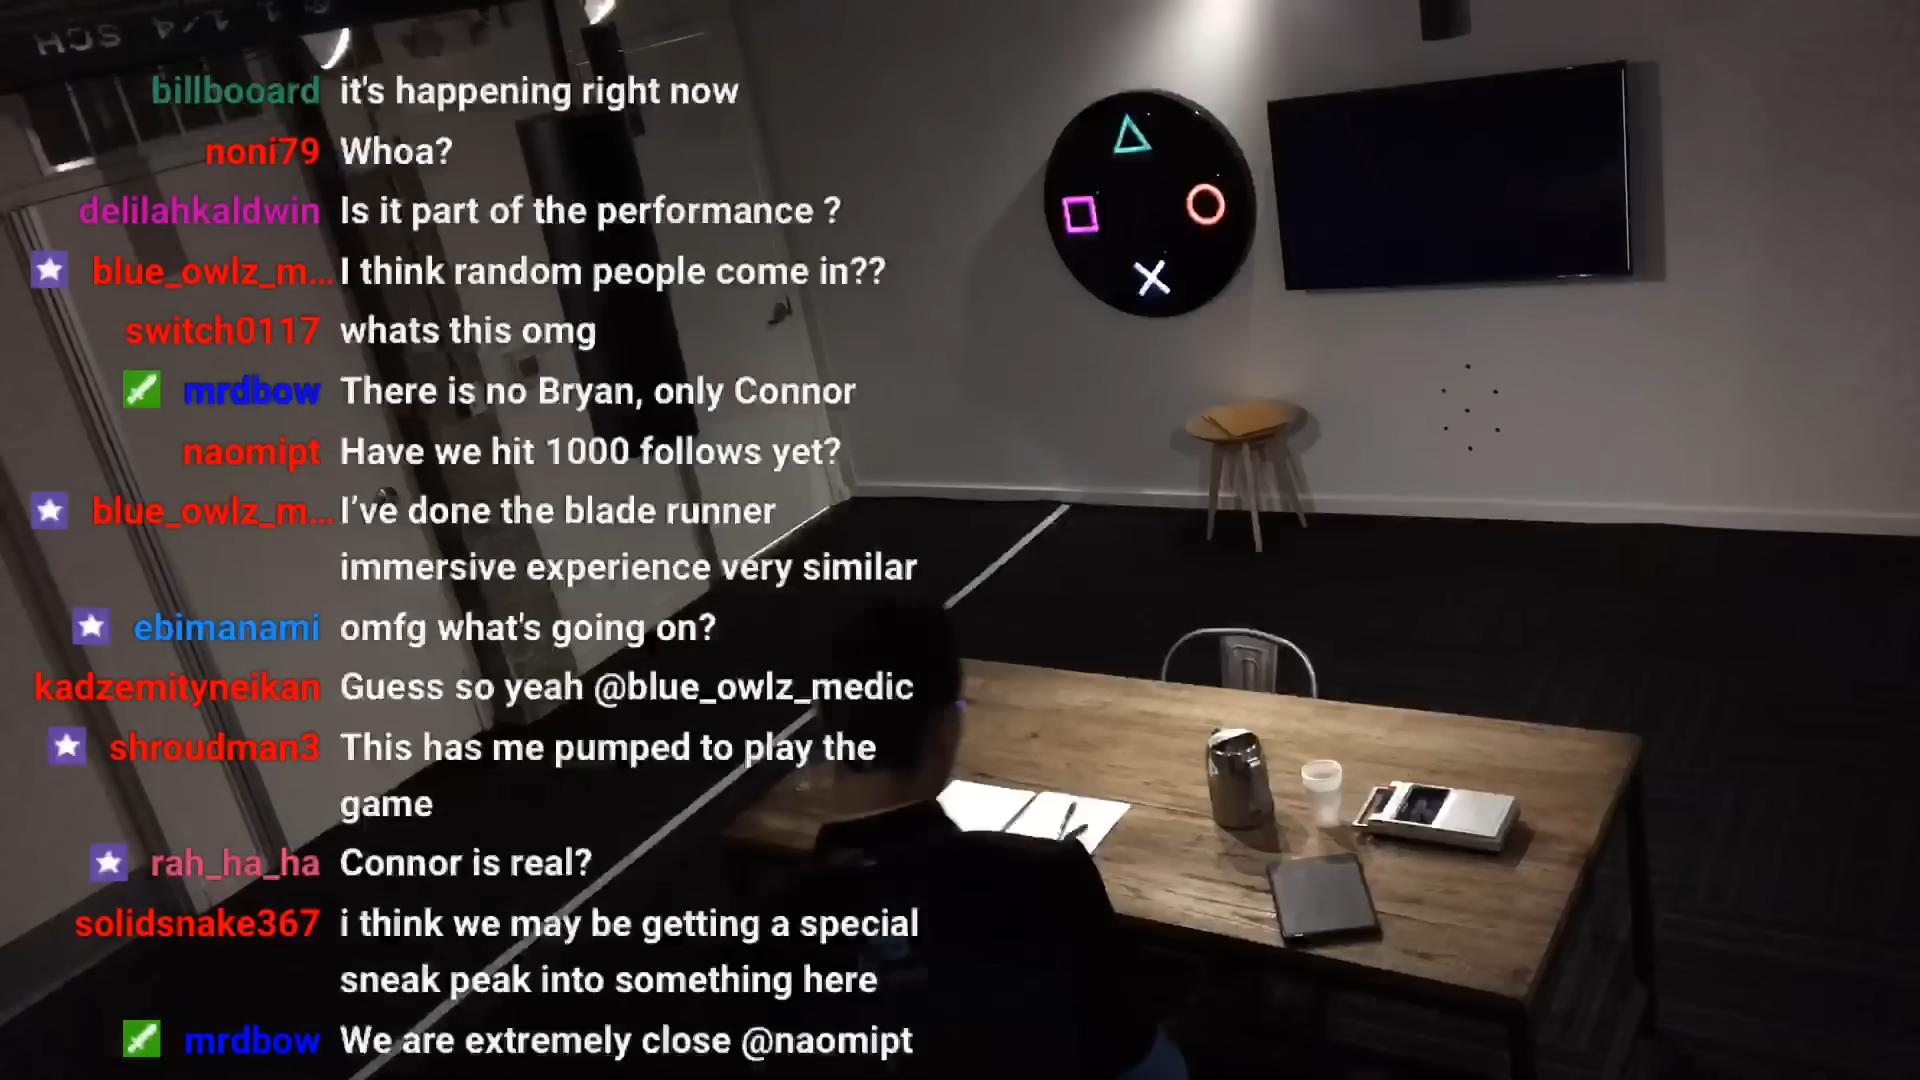 1 1/4 SCH
billbooard it's happening right now
noni79 Whoa?
delilahkaldwin Is it part of the performance ?
blue_owlz_m... I think random people come in??
switch0117 whats this omg
mrdbow There is no Bryan, only Connor
naomipt Have we hit 1000 follows yet?
blue_owlz_m... I've done the blade runner
immersive experience very similar
ebimanami omfg what's going on?
kadzemityneikan Guess so yeah @blue_owlz_medic
shroudman3 This has me pumped to play the
game
rah_ha_ha Connor is real?
solidsnake367 i think we may be getting a special
sneak peak into something here
mrdbow We are extremely close @naomipt